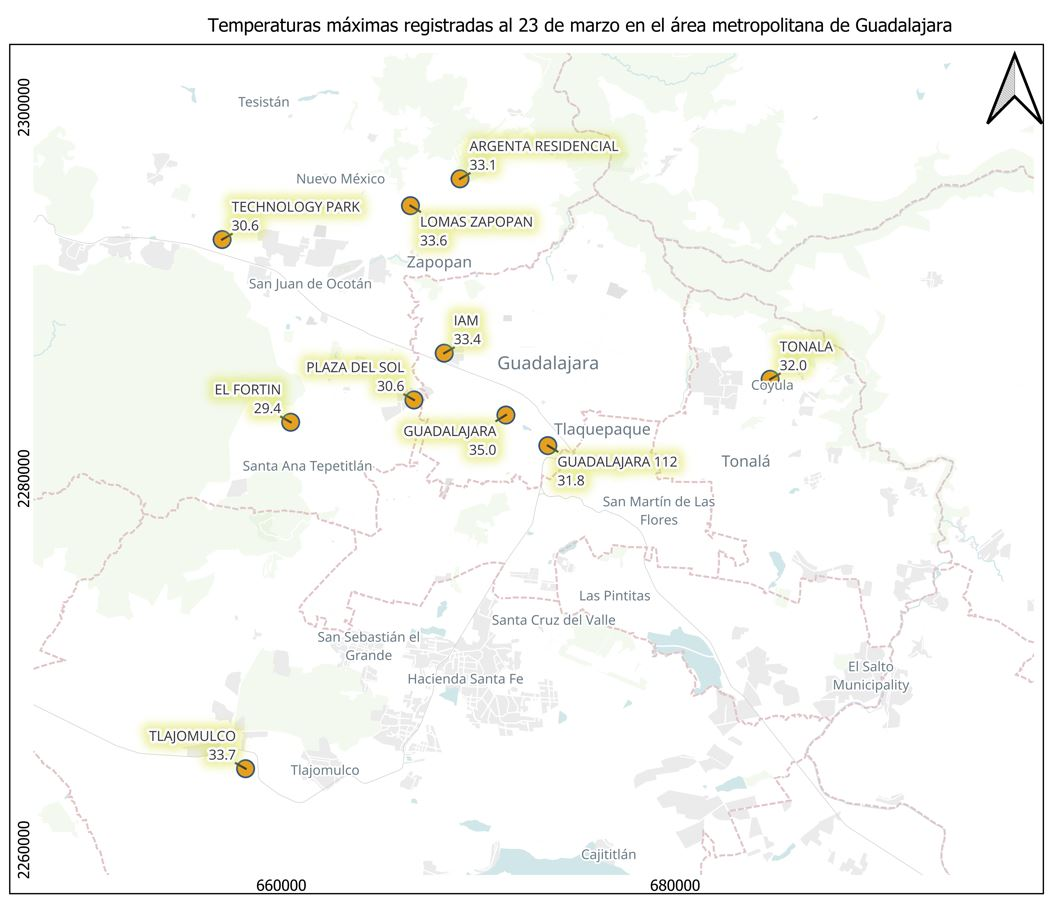 Temperaturas máximas registradas al 23 de marzo en el área metropolitana de Guadalajara
2300000
Tesistán
ARGENTA RESIDENCIAL
33.1
Nuevo México
TECHNOLOGY PARK
30.6
LOMAS ZAPOPAN
33.6
Zapopan
San Juan de Ocotán
IAM
33.4
Guadalajara
TONALA
32.0
Coyula
PLAZA DEL SOL
30.6
EL FORTIN
29.4
GUADALAJARA
35.0
Tlaquepaque
GUADALAJARA 112
31.8
Tonalá
2280000
Santa Ana Tepetitlán
San Martín de Las
Flores
Las Pintitas
Santa Cruz del Valle
San Sebastián el
Grande
Hacienda Santa Fe
El Salto
Municipality
TLAJOMULCO
33.7
Tlajomulco
2260000
Cajititlán
660000
680000